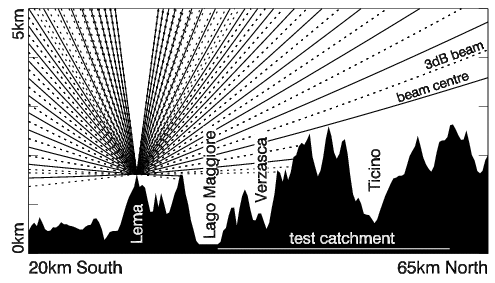 5km
3dB beam
beam centre
Lema
Lago Maggiore
Verzasca
Ticino
0km
test catchment
20km South
65km North